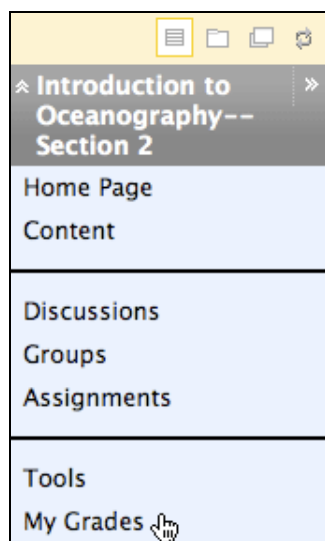 Introduction to
Oceanography--
Section 2
Home Page
Content
Discussions
Groups
Assignments
Tools
My Grades